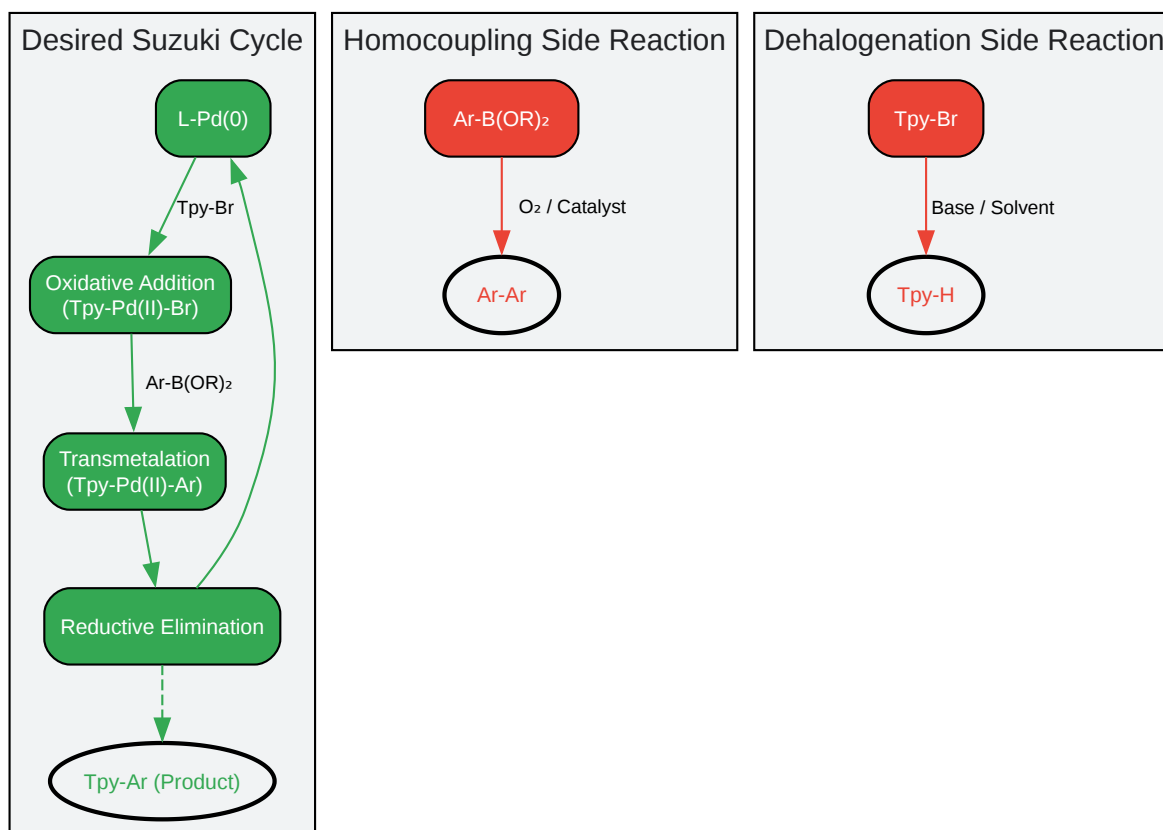 Desired Suzuki Cycle
L-Pd(0)
Tpy-Br
Oxidative Addition
(Tpy-Pd(II)-Br)
Ar-B(OR)₂
Transmetalation
(Tpy-Pd(II)-Ar)
Reductive Elimination
Tpy-Ar (Product)
Homocoupling Side Reaction
Ar-B(OR)₂
O₂ / Catalyst
Ar-Ar
Dehalogenation Side Reaction
Tpy-Br
Base / Solvent
Tpy-H